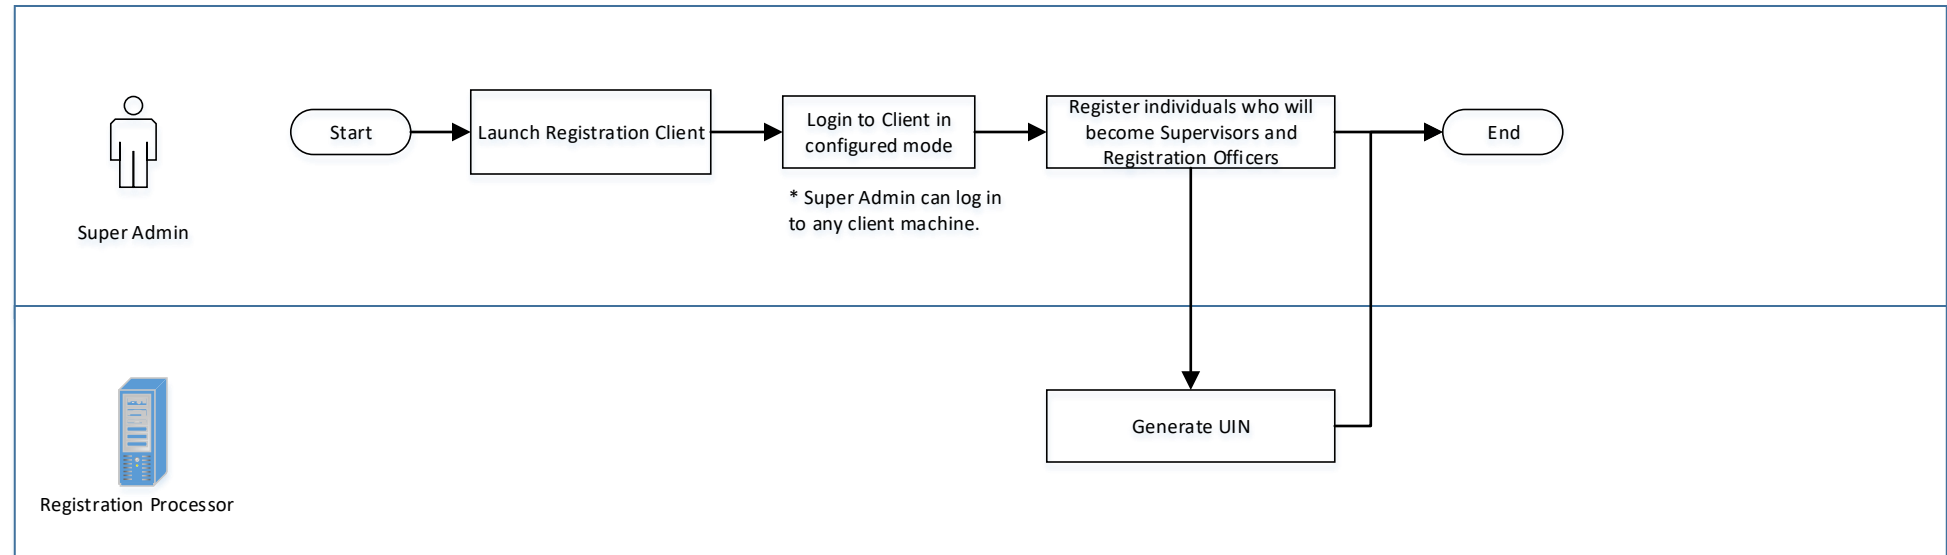 Start
Launch Registration Client
Login to Client in
configured mode
Register individuals who will
become Supervisors and
Registration Officers
End
* Super Admin can log in
to any client machine.
Super Admin
Generate UIN
Registration Processor